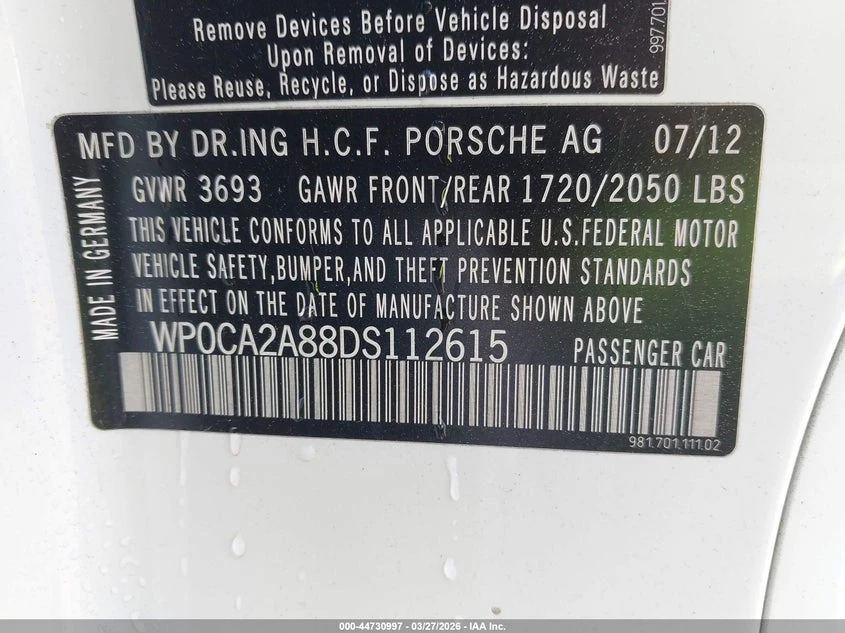 Remove Devices Before Vehicle Disposal
Upon Removal of Devices:
Please Reuse, Recycle, or Dispose as Hazardous Waste
997.701
MFD BY DR.ING H.C.F. PORSCHE AG 07/12
GVWR 3693 GAWR FRONT/REAR 1720/2050 LBS
THIS VEHICLE CONFORMS TO ALL APPLICABLE U.S.FEDERAL MOTOR
VEHICLE SAFETY,BUMPER,AND THEFT PREVENTION STANDARDS
IN EFFECT ON THE DATE OF MANUFACTURE SHOWN ABOVE
MADE IN GERMANY
WP0CA2A88DS112615 PASSENGER CAR
981.701.111.02
000-44730997 — 03/27/2026 — IAA Inc.